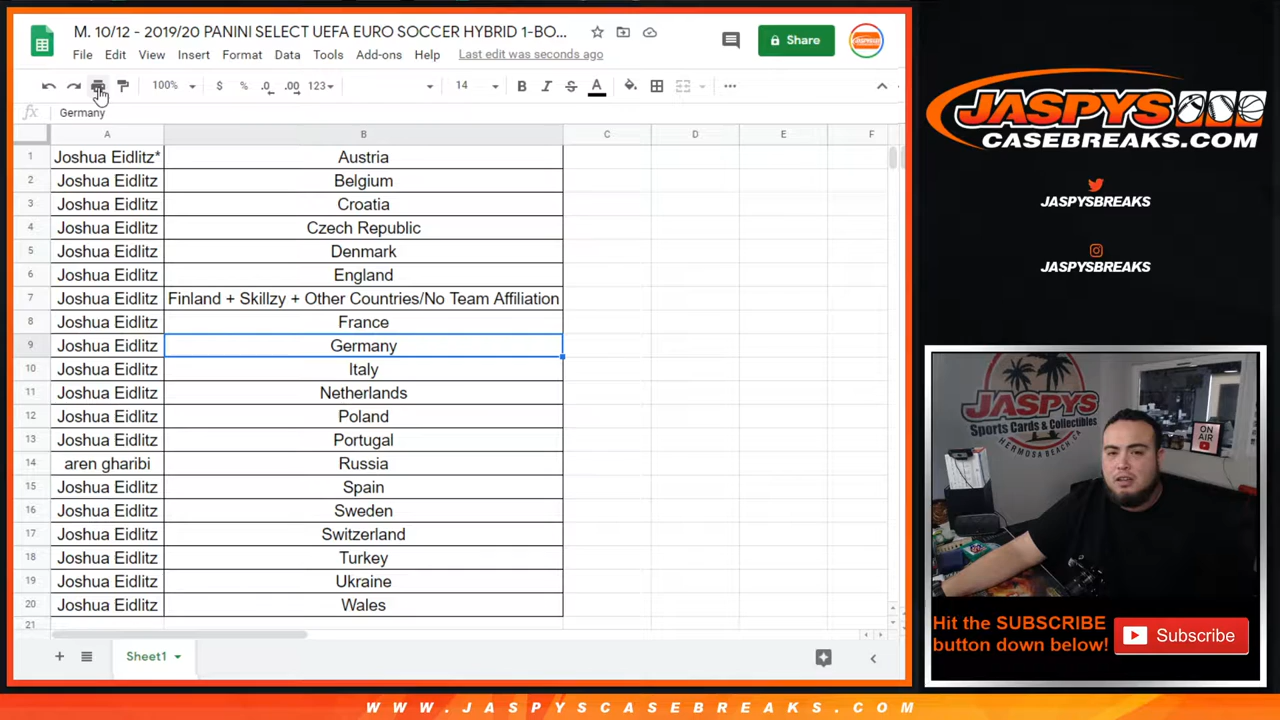 M. 10/12 - 2019/20 PANINI SELECT UEFA EURO SOCCER HYBRID 1-BO...
Share
File Edit View Insert Format Data Tools Add-ons Help Last edit was seconds ago
100% $ % .0 .00 123 14 B I S A
fx Germany
A B C D E F
1 Joshua Eidlitz* Austria
2 Joshua Eidlitz Belgium
3 Joshua Eidlitz Croatia
4 Joshua Eidlitz Czech Republic
5 Joshua Eidlitz Denmark
6 Joshua Eidlitz England
7 Joshua Eidlitz Finland + Skillzy + Other Countries/No Team Affiliation
8 Joshua Eidlitz France
9 Joshua Eidlitz Germany
10 Joshua Eidlitz Italy
11 Joshua Eidlitz Netherlands
12 Joshua Eidlitz Poland
13 Joshua Eidlitz Portugal
14 aren gharibi Russia
15 Joshua Eidlitz Spain
16 Joshua Eidlitz Sweden
17 Joshua Eidlitz Switzerland
18 Joshua Eidlitz Turkey
19 Joshua Eidlitz Ukraine
20 Joshua Eidlitz Wales
21
Sheet1
JASPYS
CASEBREAKS.COM
JASPYSBREAKS
JASPYSBREAKS
JASPYS
Sports Cards & Collectibles
HERMOSA BEACH, CA
ON
AIR
Hit the SUBSCRIBE
button down below!
Subscribe
WWW.JASPYSCASEBREAKS.COM